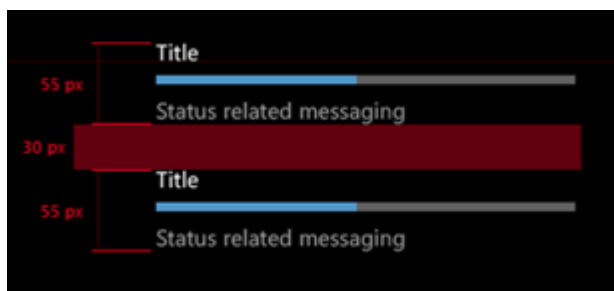 Title
55 px
Status related messaging
30 px
Title
55 px
Status related messaging